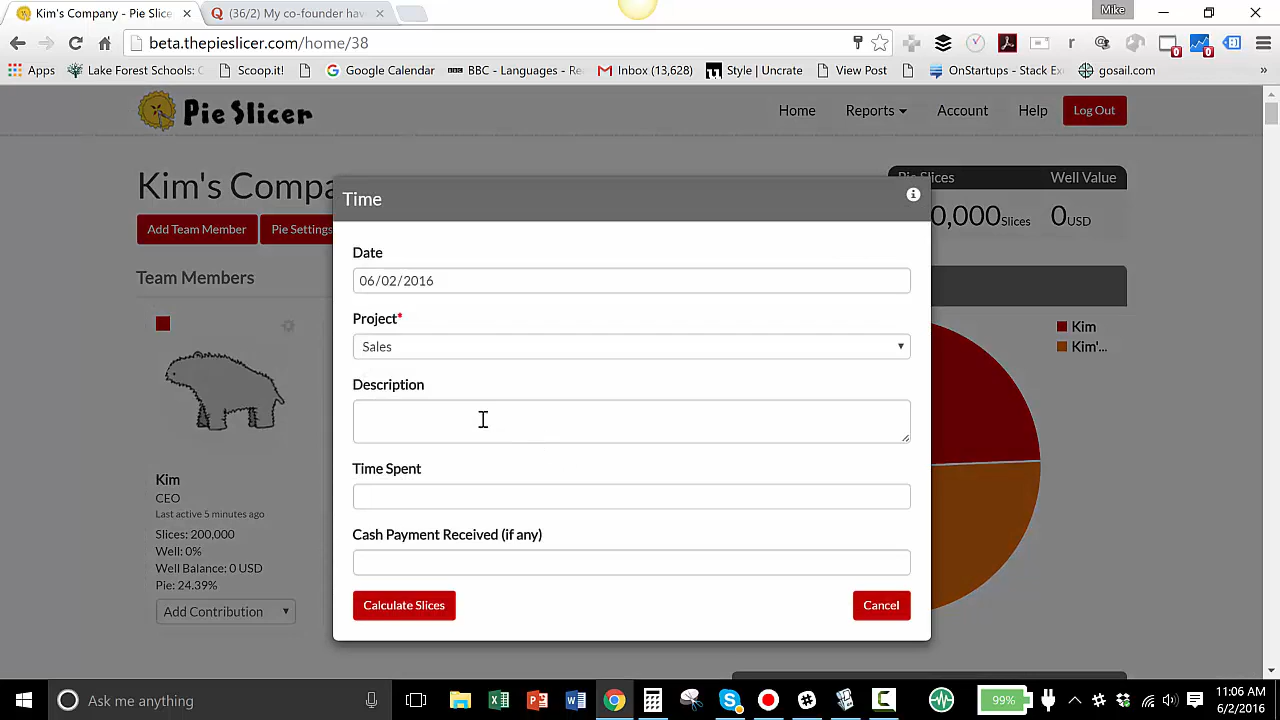 Kim's Company - Pie Slice
(36/2) My co-founder hav
Mike
beta.thepieslicer.com/home/38
Apps
Lake Forest Schools: C
Scoop.it!
Google Calendar
BBC - Languages - Re
Inbox (13,628)
Style | Uncrate
View Post
OnStartups - Stack Ex
gosail.com
»
0
0
Pie Slicer
Home
Reports
Account
Help
Log Out
Kim's Compa
Add Team Member
Pie Settings
Pie Slices
Well Value
0,000Slices
0USD
Team Members
Kim
CEO
Last active 5 minutes ago
Slices: 200,000
Well: 0%
Well Balance: 0 USD
Pie: 24.39%
Add Contribution
Time
Date
06/02/2016
Project*
Sales
Description
Time Spent
Cash Payment Received (if any)
Calculate Slices
Cancel
Kim
Kim'...
Ask me anything
99%
11:06 AM
6/2/2016